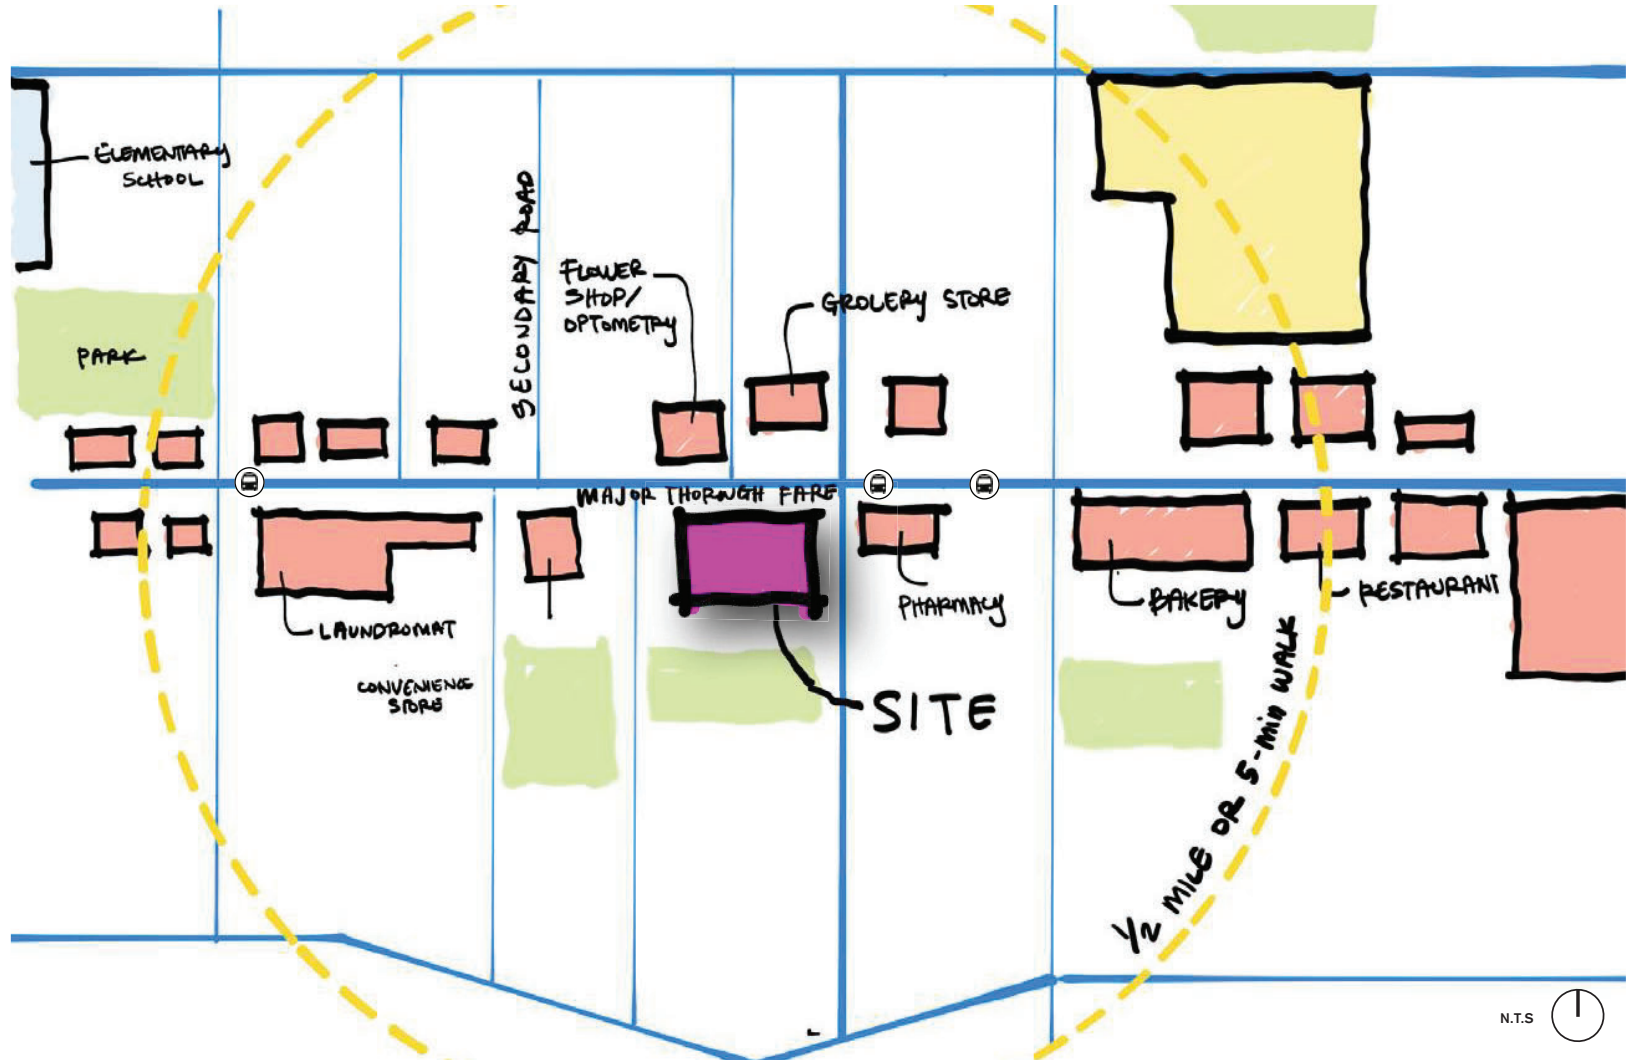 ELEMENTARY
SCHOOL
PARK
SECONDARY ROAD
FLOWER
SHOP/
OPTOMETRY
GROCERY STORE
MAJOR THOROUGH FARE
LAUNDROMAT
CONVENIENCE
STORE
PHARMACY
SITE
BAKERY
RESTAURANT
1/2 MILE OR 5-MIN WALK
N.T.S